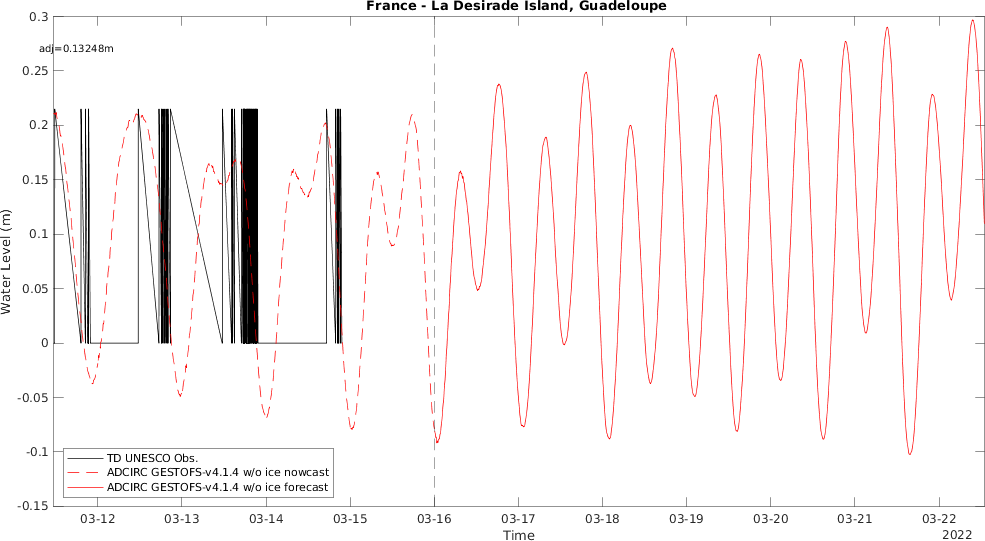 France - La Desirade Island, Guadeloupe
adj=0.13248m
0.3
0.25
0.2
0.15
0.1
0.05
0
-0.05
-0.1
-0.15
Water Level (m)
TD UNESCO Obs.
ADCIRC GESTOFS-v4.1.4 w/o ice nowcast
ADCIRC GESTOFS-v4.1.4 w/o ice forecast
03-12 03-13 03-14 03-15 03-16 03-17 03-18 03-19 03-20 03-21 03-22
Time
2022